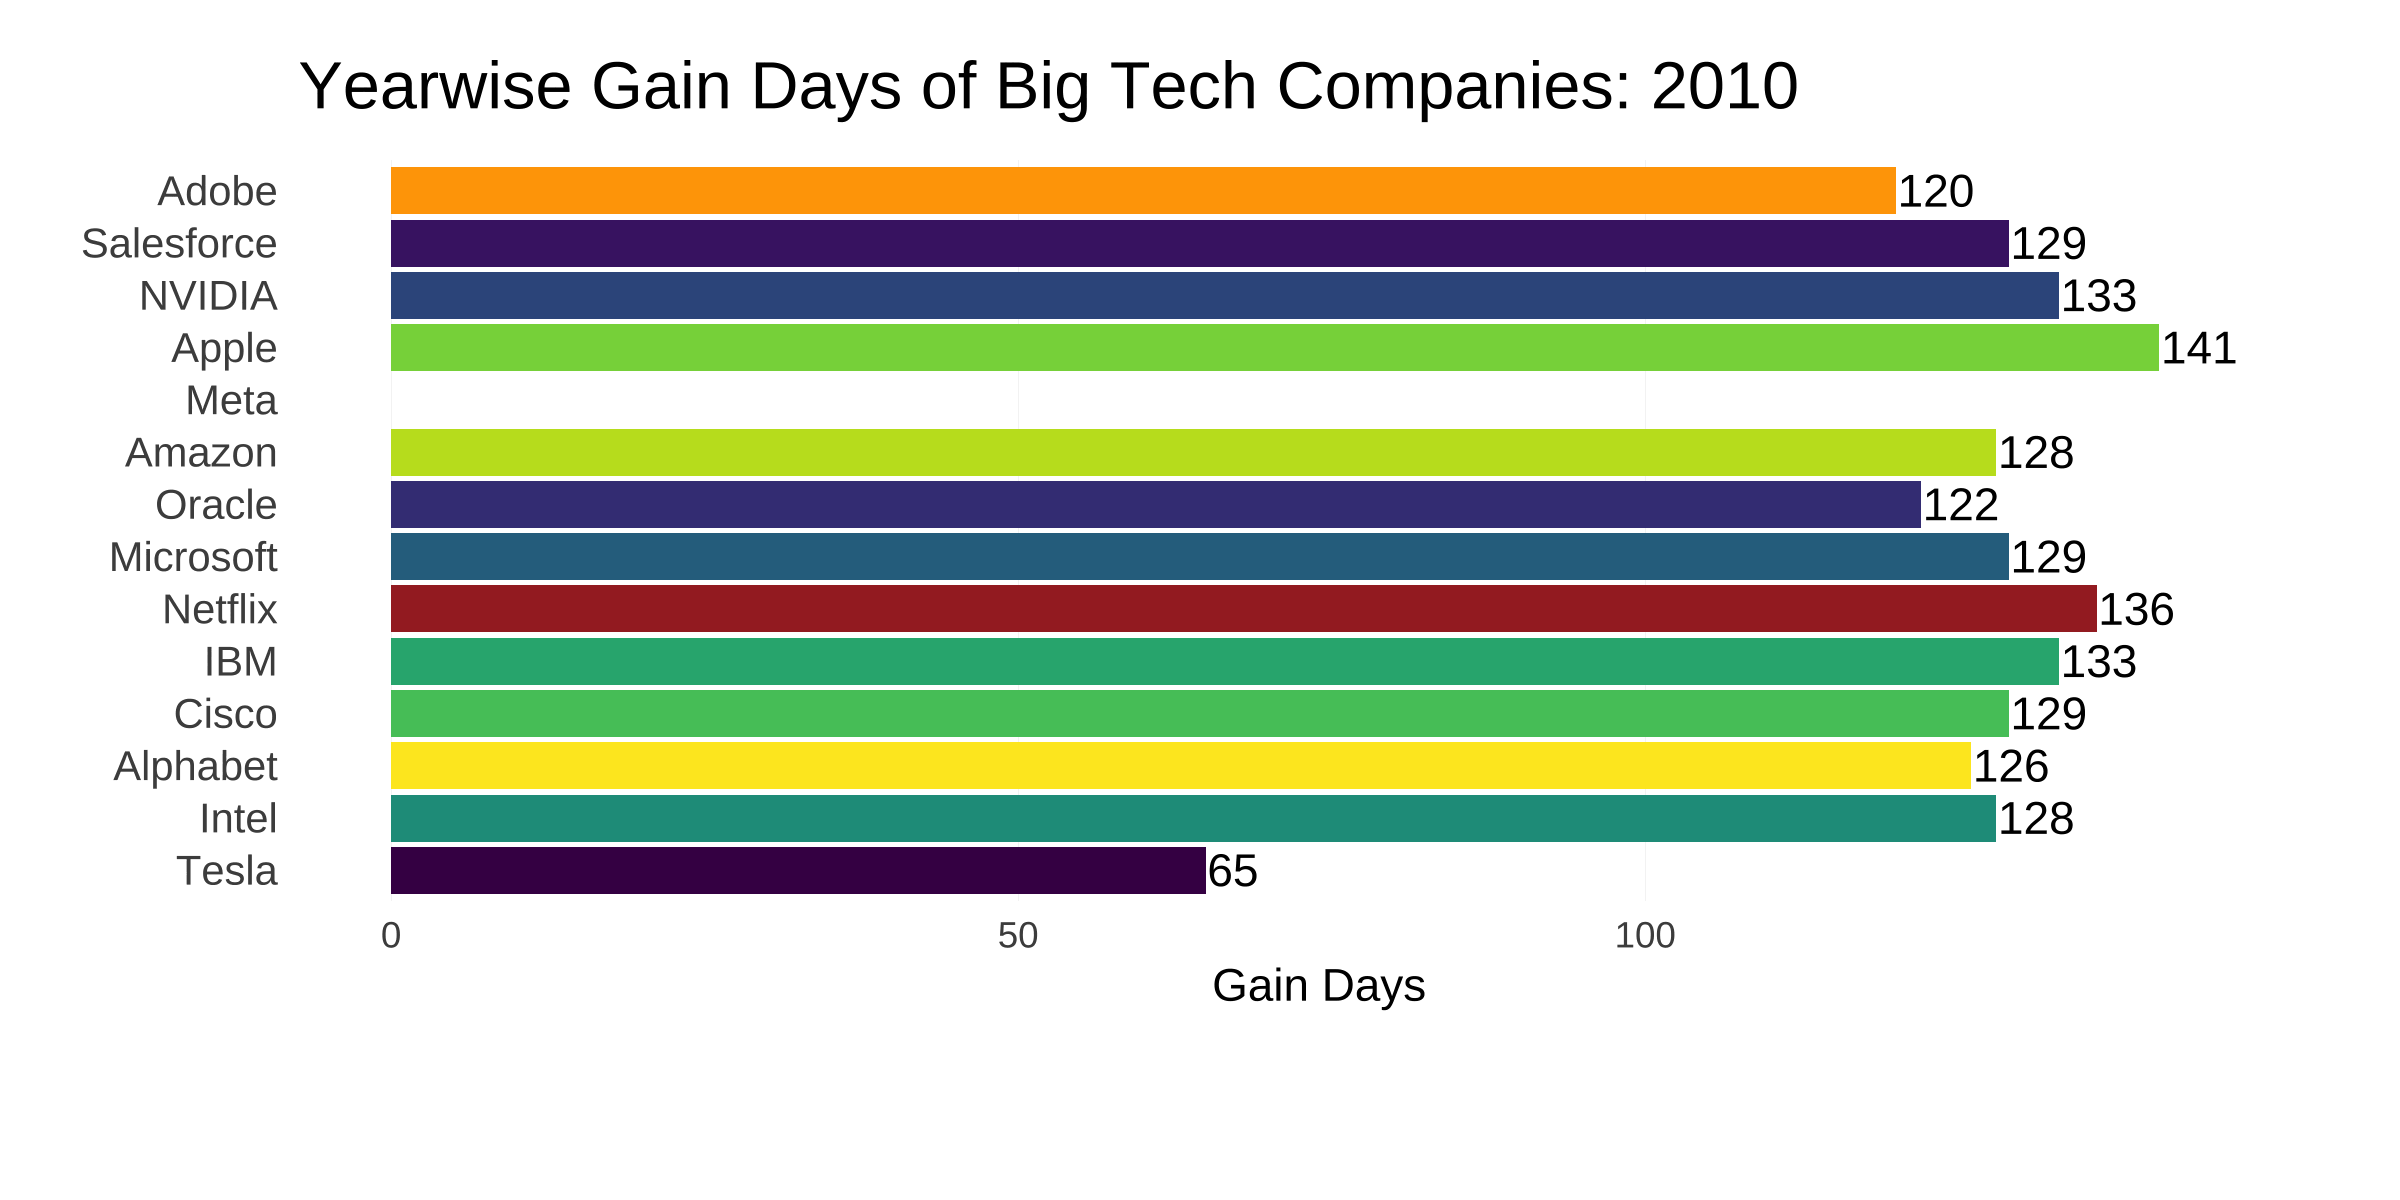 Yearwise Gain Days of Big Tech Companies: 2010
Adobe 120
Salesforce 129
NVIDIA 133
Apple 141
Meta
Amazon 128
Oracle 122
Microsoft 129
Netflix 136
IBM 133
Cisco 129
Alphabet 126
Intel 128
Tesla 65
0 50 100
Gain Days